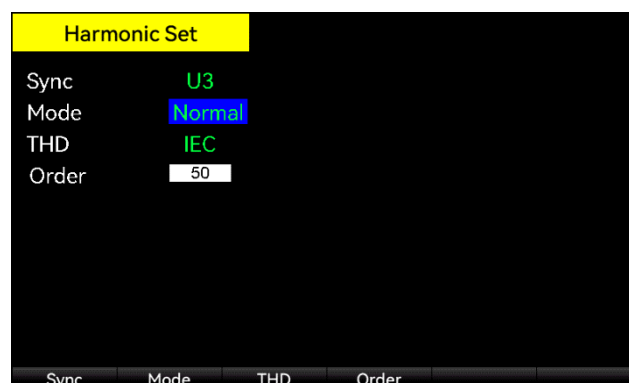 Harmonic Set
Sync U3
Mode Normal
THD IEC
Order 50
Sync Mode THD Order